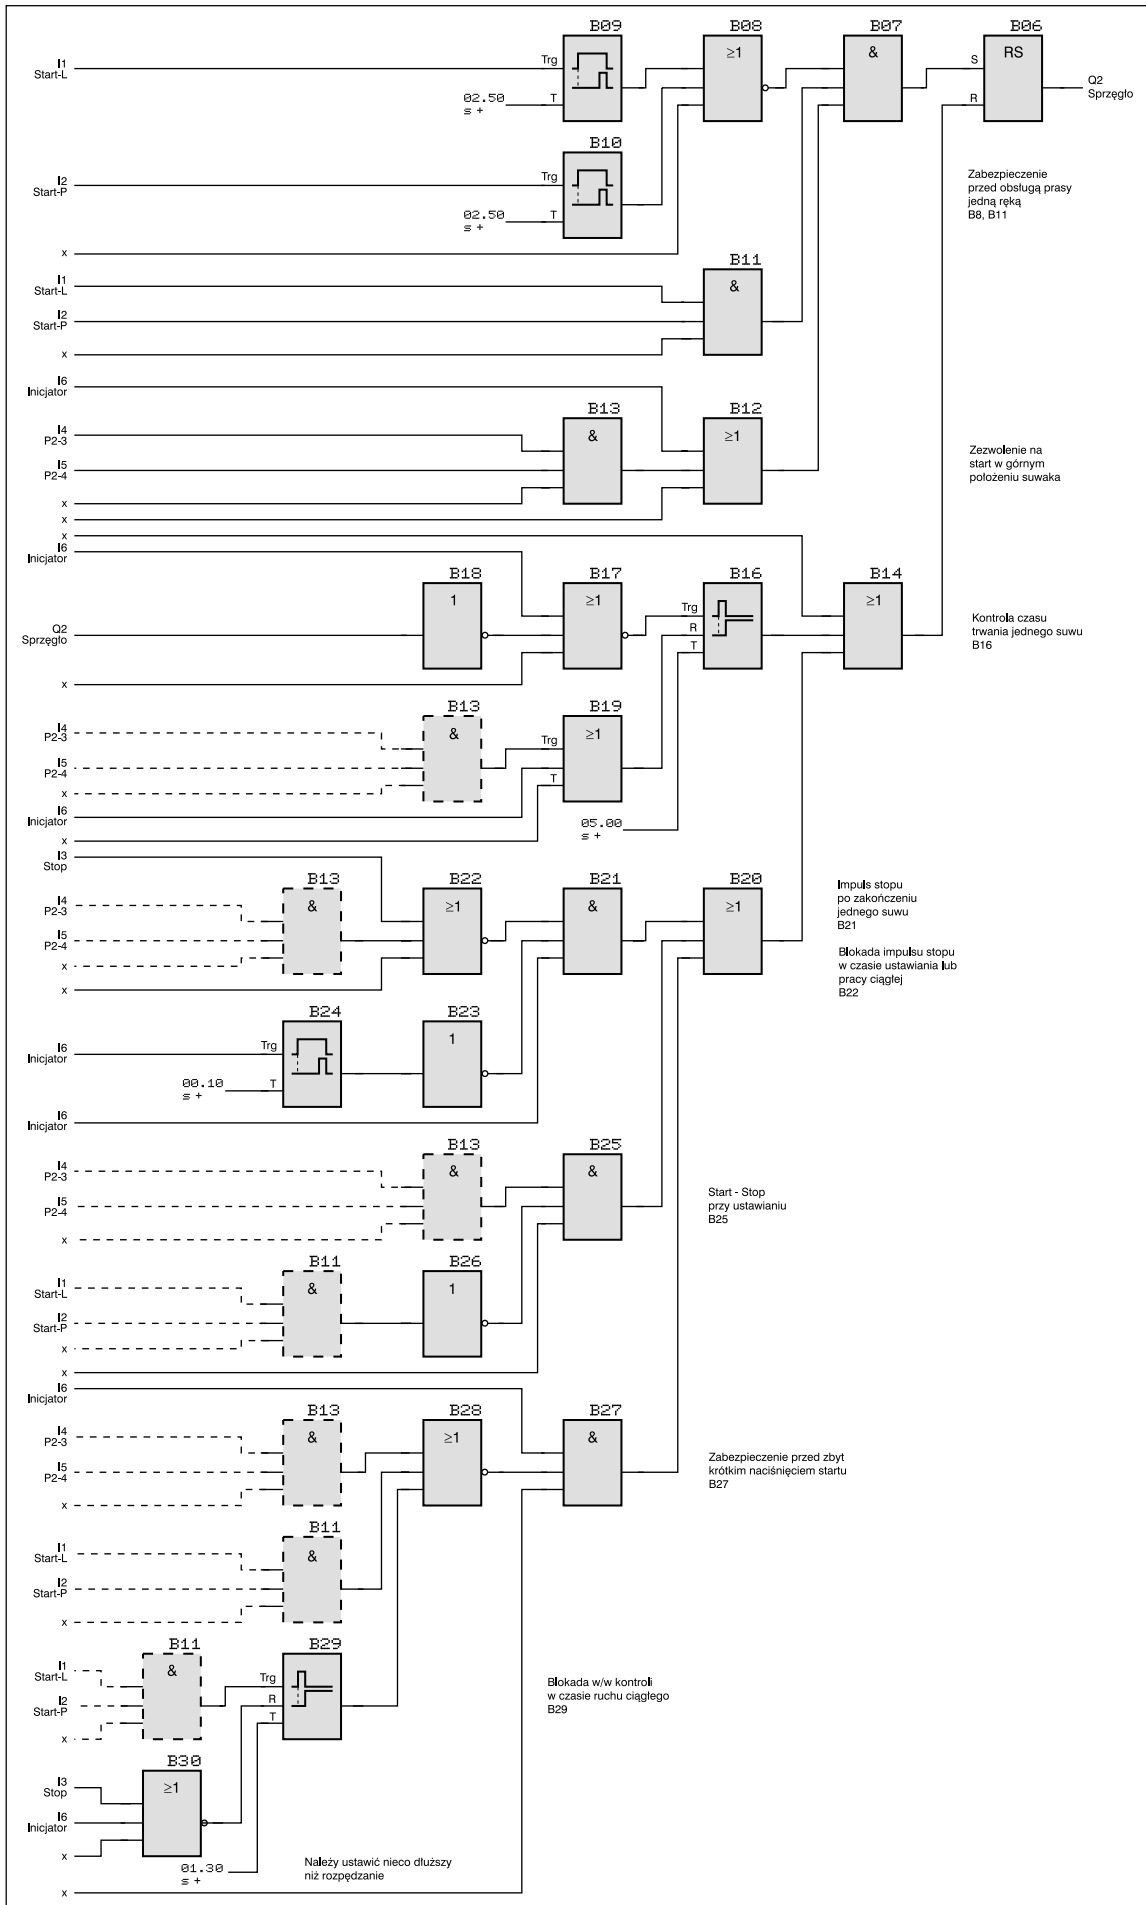 B09
B08
B07
B06
I1
Start-L
Trg
≥1
&
S
RS
Q2
Sprzęgło
02.50
s +
T
R
B10
I2
Start-P
Trg
02.50
s +
T
Zabezpieczenie
przed obsługą prasy
jedną ręką
B8, B11
x
B11
I1
Start-L
&
I2
Start-P
x
I6
Inicjator
B13
B12
I4
P2-3
&
≥1
I5
P2-4
x
x
Zezwolenie na
start w górnym
położeniu suwaka
x
I6
Inicjator
B18
B17
B16
B14
1
≥1
Trg
≥1
Q2
Sprzęgło
R
T
x
Kontrola czasu
trwania jednego suwu
B16
B13
B19
I4
P2-3
&
Trg
≥1
I5
P2-4
T
x
I6
Inicjator
05.00
s +
x
I3
Stop
B13
B22
B21
B20
I4
P2-3
&
≥1
&
≥1
I5
P2-4
x
x
Impuls stopu
po zakończeniu
jednego suwu
B21
Blokada impulsu stopu
w czasie ustawiania lub
pracy ciągłej
B22
B24
B23
I6
Inicjator
Trg
1
00.10
s +
T
I6
Inicjator
B13
B25
I4
P2-3
&
&
I5
P2-4
x
Start - Stop
przy ustawianiu
B25
B11
B26
I1
Start-L
&
1
I2
Start-P
x
x
I6
Inicjator
B13
B28
B27
I4
P2-3
&
≥1
&
I5
P2-4
x
Zabezpieczenie przed zbyt
krótkim naciśnięciem startu
B27
B11
I1
Start-L
&
I2
Start-P
x
B11
B29
I1
Start-L
&
Trg
I2
Start-P
R
T
x
Blokada w/w kontroli
w czasie ruchu ciągłego
B29
B30
I3
Stop
≥1
I6
Inicjator
x
01.30
s +
Należy ustawić nieco dłuższy
niż rozpędzanie
x